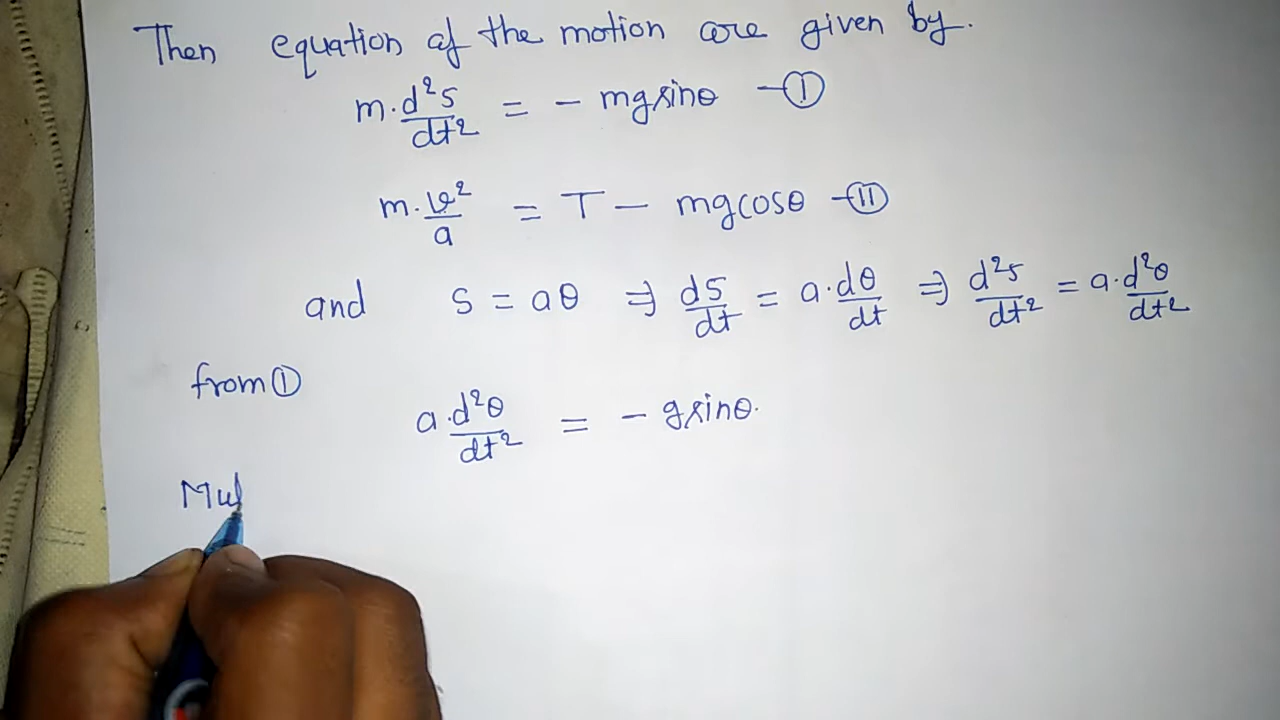 Then equation of the motion are given by.
m·d²s/dt² = - mg sinθ —Ⓘ
m·v²/a = T - mg cosθ —(II)
and s = aθ ⇒ ds/dt = a·dθ/dt ⇒ d²s/dt² = a·d²θ/dt²
from Ⓘ
a·d²θ/dt² = - g sinθ.
Mul